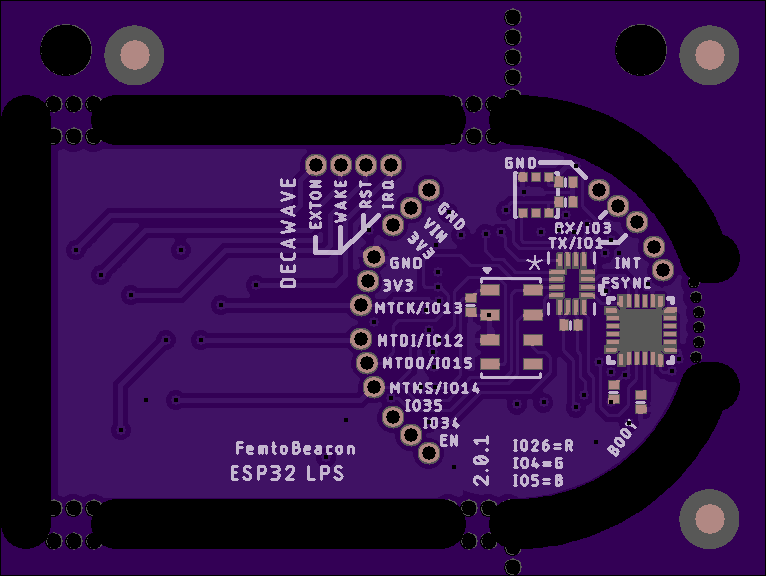 GND
DECAWAVE
EXTON
WAKE
RST
IRQ
GND
VIN
3V3
RX/IO3
TX/IO1
INT
FSYNC
GND
3V3
MTCK/IO13
MTDI/IC12
MTDO/IO15
MTKS/IO14
IO35
IO34
EN
BOOT
FemtoBeacon
ESP32 LPS
2.0.1
IO26=R
IO4=G
IO5=B